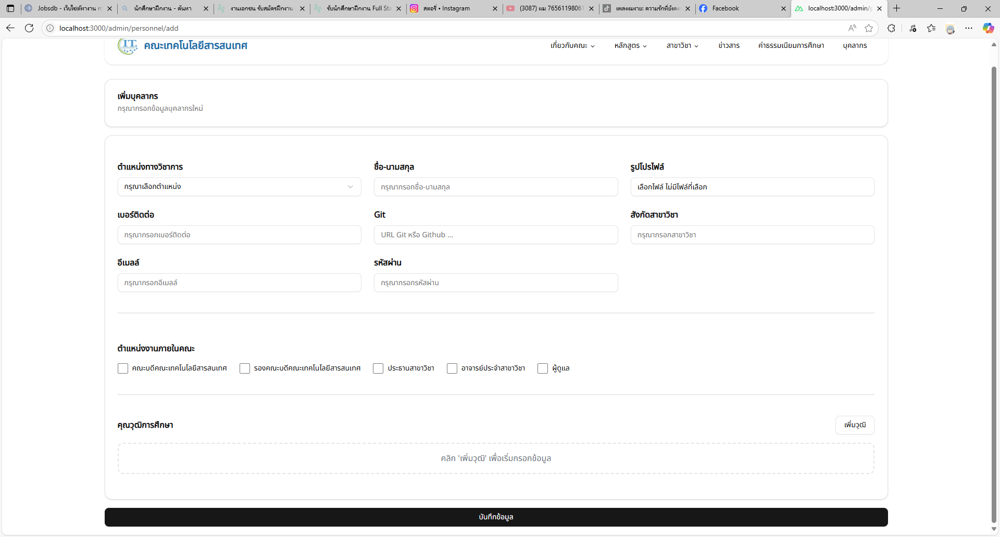 Jobsdb - เว็บไซต์หางาน ก
นักศึกษาฝึกงาน - ค้นหา
งานเอกชน รับสมัครฝึกงาน
รับนักศึกษาฝึกงาน Full Sta
สตอรี่ • Instagram
(3087) ผม 76561198061
เพลงงมงาย: ความรักที่ยังคง
Facebook
localhost:3000/admin/p
localhost:3000/admin/personnel/add
IT
คณะเทคโนโลยีสารสนเทศ
เกี่ยวกับคณะ
หลักสูตร
สาขาวิชา
ข่าวสาร
ค่าธรรมเนียมการศึกษา
บุคลากร
เพิ่มบุคลากร
กรุณากรอกข้อมูลบุคลากรใหม่
ตำแหน่งทางวิชาการ
ชื่อ-นามสกุล
รูปโปรไฟล์
กรุณาเลือกตำแหน่ง
กรุณากรอกชื่อ-นามสกุล
เลือกไฟล์ ไม่มีไฟล์ที่เลือก
เบอร์ติดต่อ
Git
สังกัดสาขาวิชา
กรุณากรอกเบอร์ติดต่อ
URL Git หรือ Github ...
กรุณากรอกสาขาวิชา
อีเมลล์
รหัสผ่าน
กรุณากรอกอีเมลล์
กรุณากรอกรหัสผ่าน
ตำแหน่งงานภายในคณะ
คณะบดีคณะเทคโนโลยีสารสนเทศ
รองคณะบดีคณะเทคโนโลยีสารสนเทศ
ประธานสาขาวิชา
อาจารย์ประจำสาขาวิชา
ผู้ดูแล
คุณวุฒิการศึกษา
เพิ่มวุฒิ
คลิก 'เพิ่มวุฒิ' เพื่อเริ่มกรอกข้อมูล
บันทึกข้อมูล